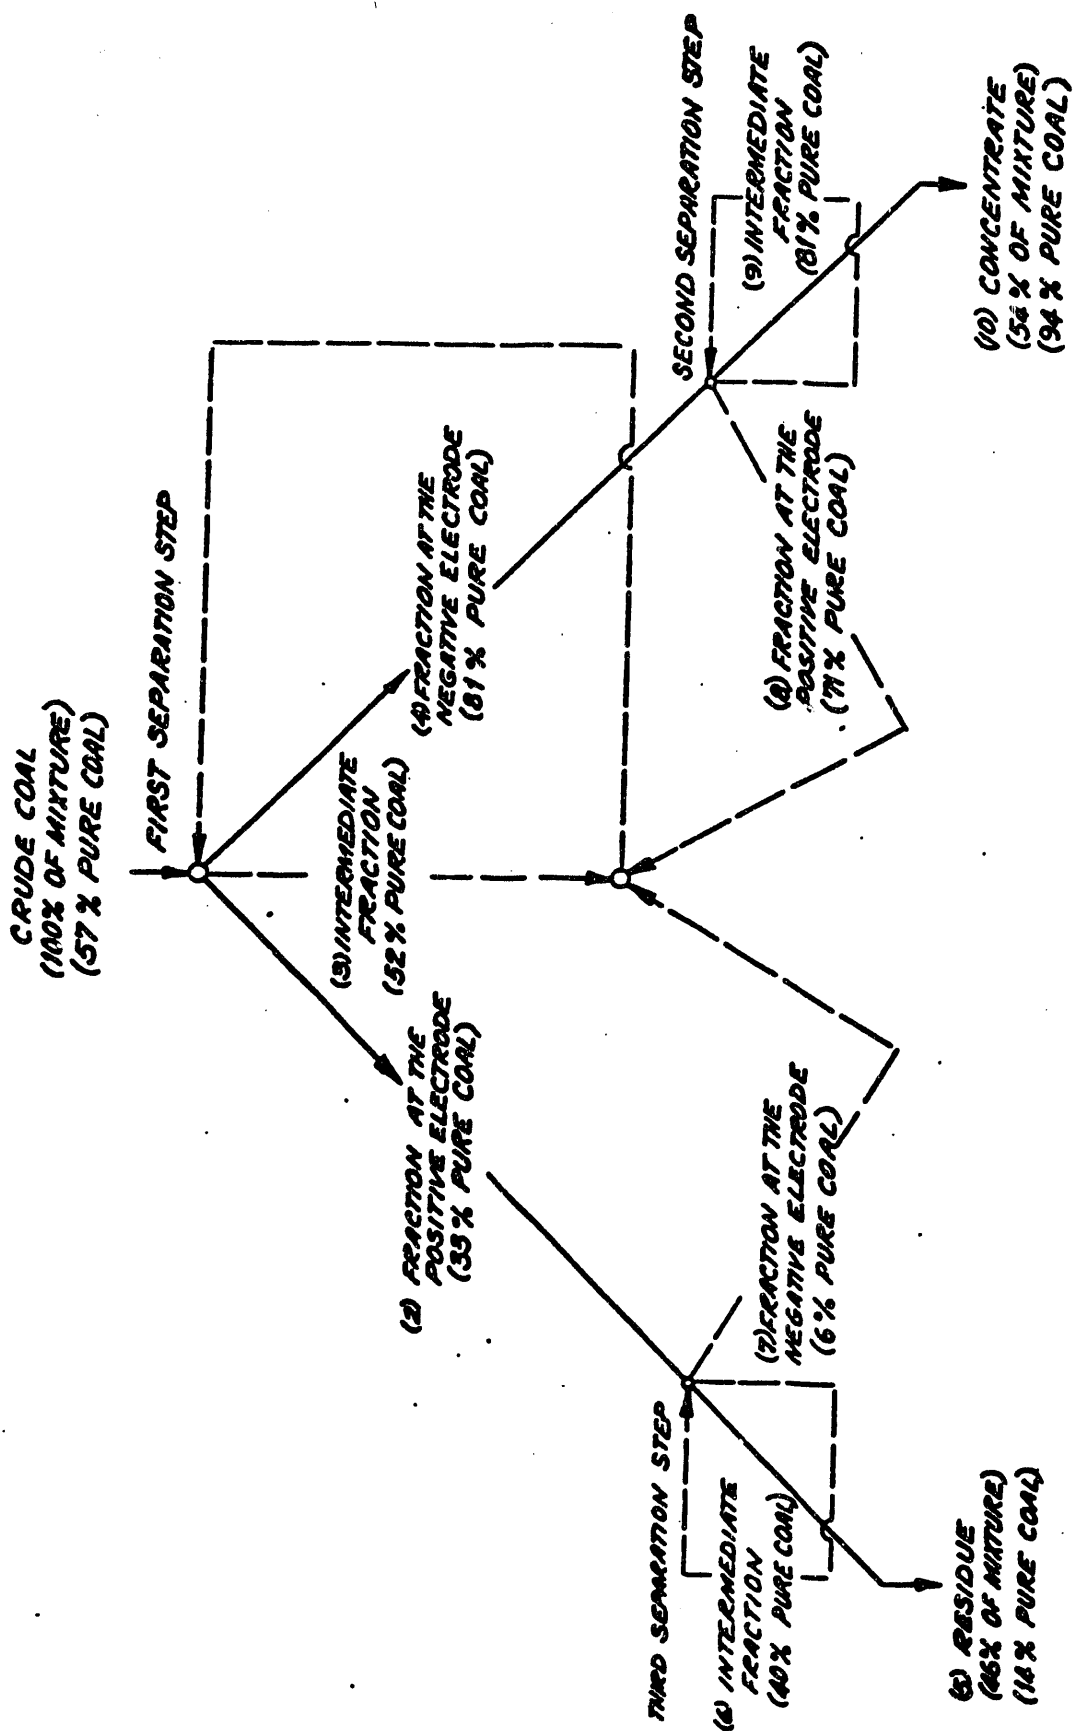 CRUDE COAL
(100% OF MIXTURE)
(57% PURE COAL)
FIRST SEPARATION STEP
(3) INTERMEDIATE
FRACTION
(52% PURE COAL)
(2) FRACTION AT THE
POSITIVE ELECTRODE
(33% PURE COAL)
(4) FRACTION AT THE
NEGATIVE ELECTRODE
(81% PURE COAL)
THIRD SEPARATION STEP
SECOND SEPARATION STEP
(6) INTERMEDIATE
FRACTION
(40% PURE COAL)
(7) FRACTION AT THE
NEGATIVE ELECTRODE
(6% PURE COAL)
(8) FRACTION AT THE
POSITIVE ELECTRODE
(71% PURE COAL)
(9) INTERMEDIATE
FRACTION
(81% PURE COAL)
(5) RESIDUE
(46% OF MIXTURE)
(14% PURE COAL)
(10) CONCENTRATE
(54% OF MIXTURE)
(94% PURE COAL)